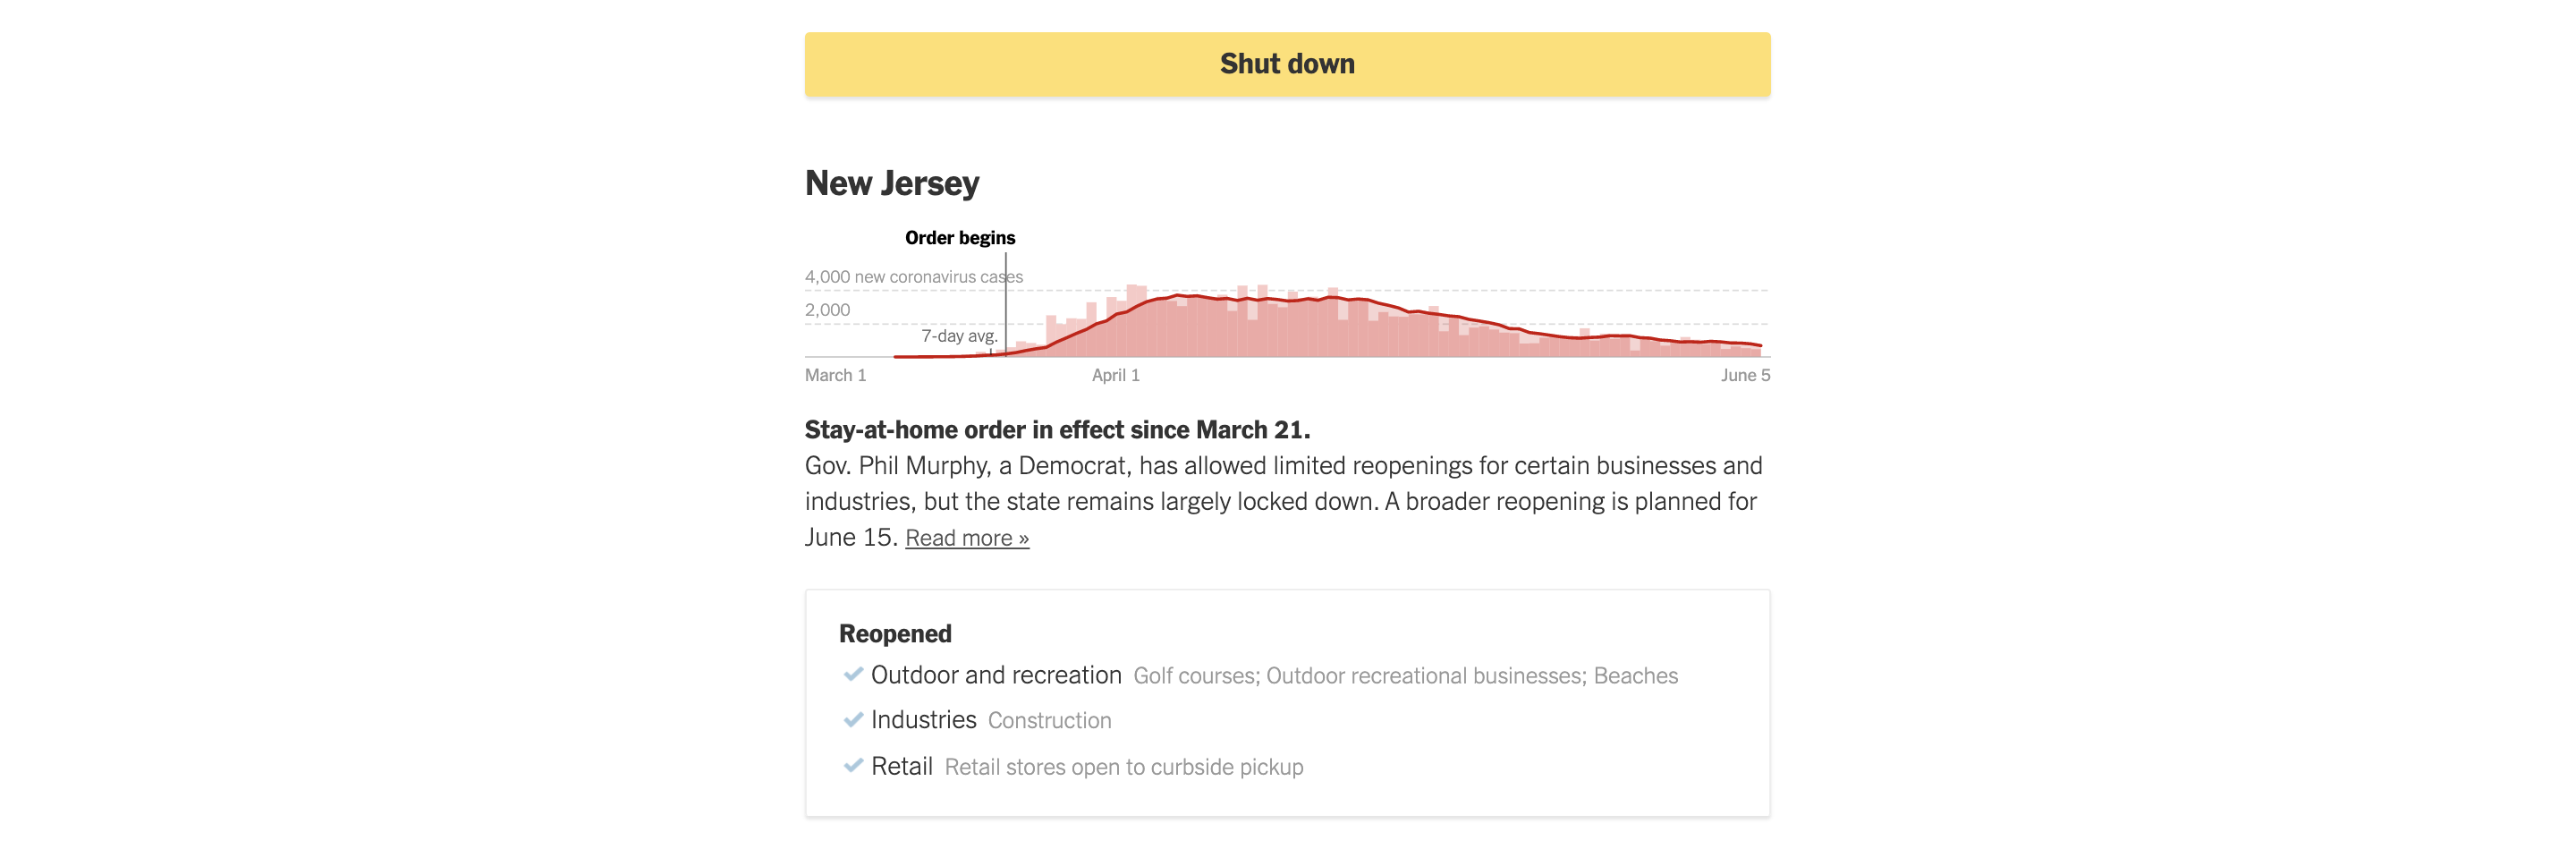 Shut down
New Jersey
Order begins
4,000 new coronavirus cases
2,000
7-day avg.
March 1 April 1 June 5
Stay-at-home order in effect since March 21.
Gov. Phil Murphy, a Democrat, has allowed limited reopenings for certain businesses and
industries, but the state remains largely locked down. A broader reopening is planned for
June 15. Read more »
Reopened
Outdoor and recreation Golf courses; Outdoor recreational businesses; Beaches
Industries Construction
Retail Retail stores open to curbside pickup